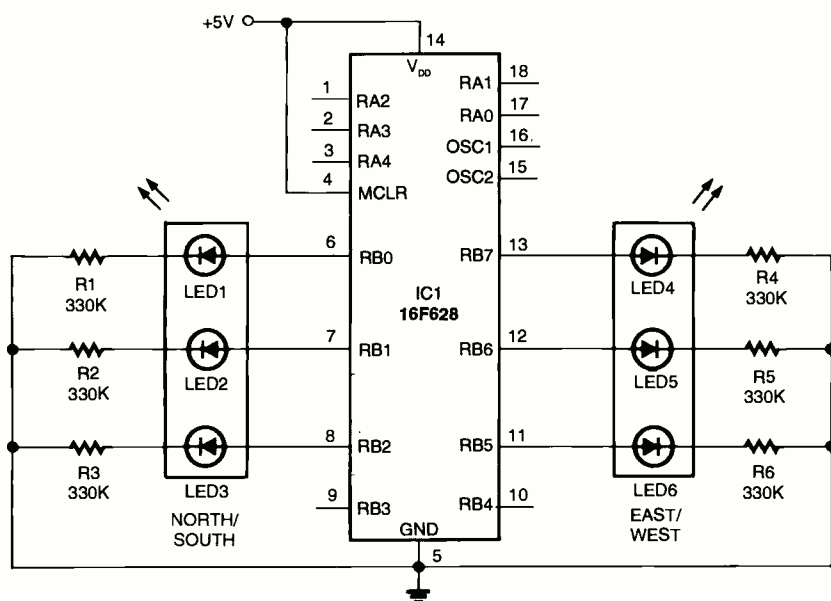 +5V
14
V_DD
1 RA2
2 RA3
3 RA4
4 MCLR
18 RA1
17 RA0
16 OSC1
15 OSC2
6 RB0
7 RB1
8 RB2
9 RB3
13 RB7
12 RB6
11 RB5
10 RB4
IC1
16F628
GND
5
R1
330K
LED1
R2
330K
LED2
R3
330K
LED3
NORTH/
SOUTH
LED4
R4
330K
LED5
R5
330K
LED6
R6
330K
EAST/
WEST